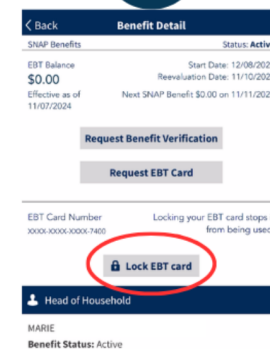 Back Benefit Detail
SNAP Benefits Status: Activ
EBT Balance Start Date: 12/08/202
$0.00 Reevaluation Date: 11/10/202
Effective as of Next SNAP Benefit $0.00 on 11/11/202
11/07/2024
Request Benefit Verification
Request EBT Card
EBT Card Number Locking your EBT card stops
XXXX-XXXX-XXXX-7400 from being used
Lock EBT card
Head of Household
MARIE
Benefit Status: Active